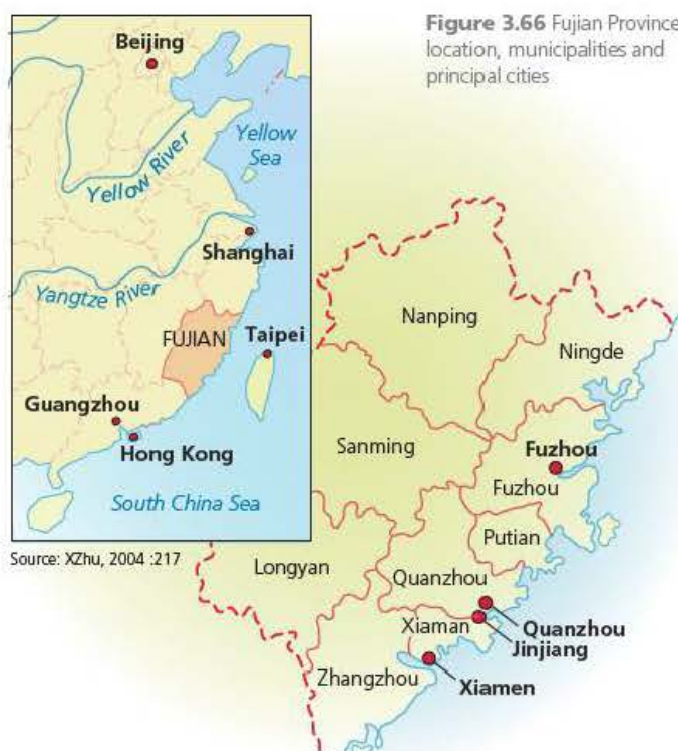 Figure 3.66 Fujian Province
location, municipalities and
principal cities
Beijing
Yellow
Sea
Yellow River
Shanghai
Yangtze River
FUJIAN
Taipei
Guangzhou
Hong Kong
South China Sea
Source: XZhu, 2004 :217
Nanping
Ningde
Sanming
Fuzhou
Fuzhou
Putian
Longyan
Quanzhou
Xiaman
Quanzhou
Jinjiang
Zhangzhou
Xiamen